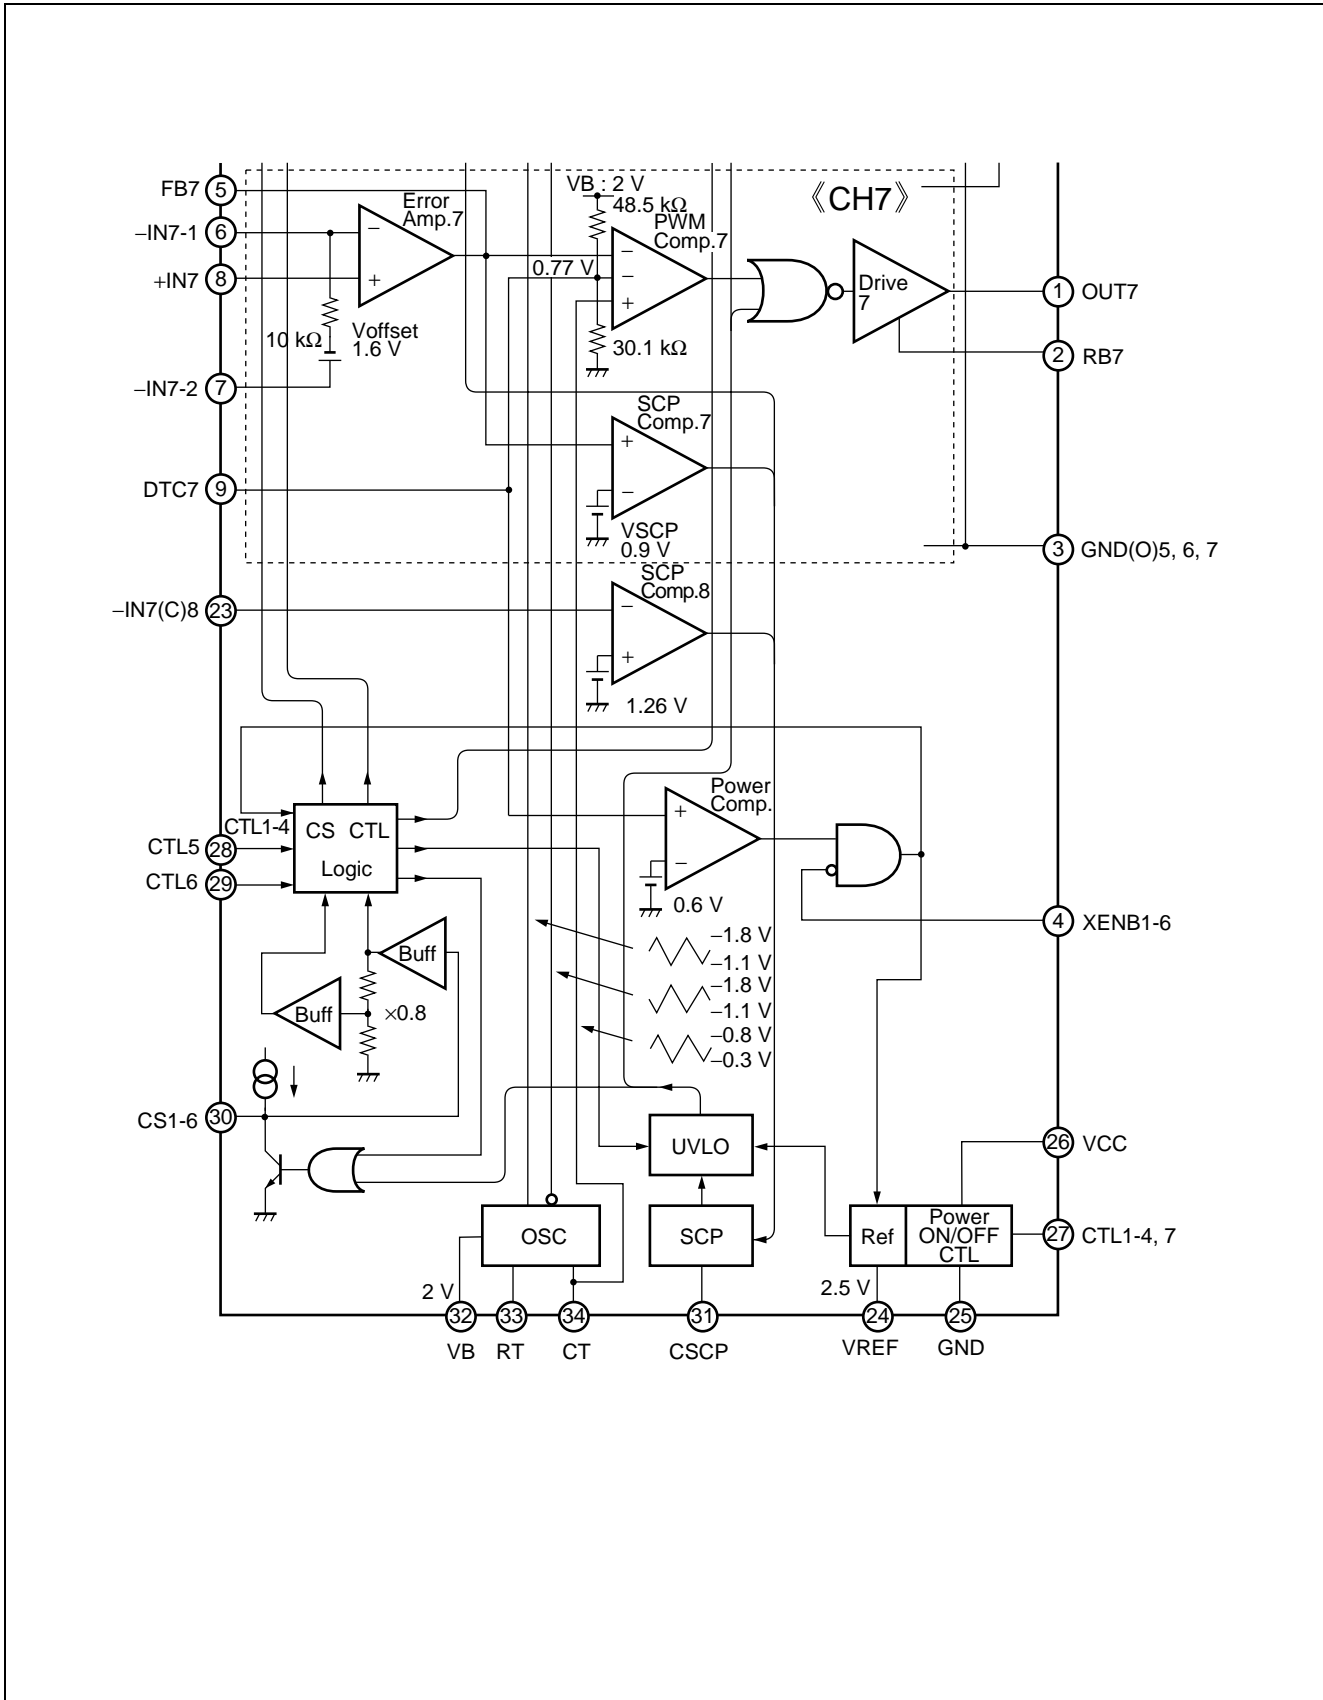 FB7 5
–IN7-1 6
+IN7 8
–IN7-2 7
DTC7 9
–IN7(C)8 23
Error
Amp.7
−
+
10 kΩ
Voffset
1.6 V
VB : 2 V
48.5 kΩ
PWM
Comp.7
0.77 V
−
−
+
30.1 kΩ
《CH7》
Drive
7
1 OUT7
2 RB7
SCP
Comp.7
+
−
VSCP
0.9 V
3 GND(O)5, 6, 7
SCP
Comp.8
−
+
1.26 V
CTL1-4
CS CTL
Logic
CTL5 28
CTL6 29
Power
Comp.
+
−
0.6 V
4 XENB1-6
Buff
Buff
×0.8
–1.8 V
–1.1 V
–1.8 V
–1.1 V
–0.8 V
–0.3 V
CS1-6 30
UVLO
26 VCC
OSC
SCP
Ref
Power
ON/OFF
CTL
27 CTL1-4, 7
2 V
2.5 V
32 33 34 31 24 25
VB RT CT CSCP VREF GND